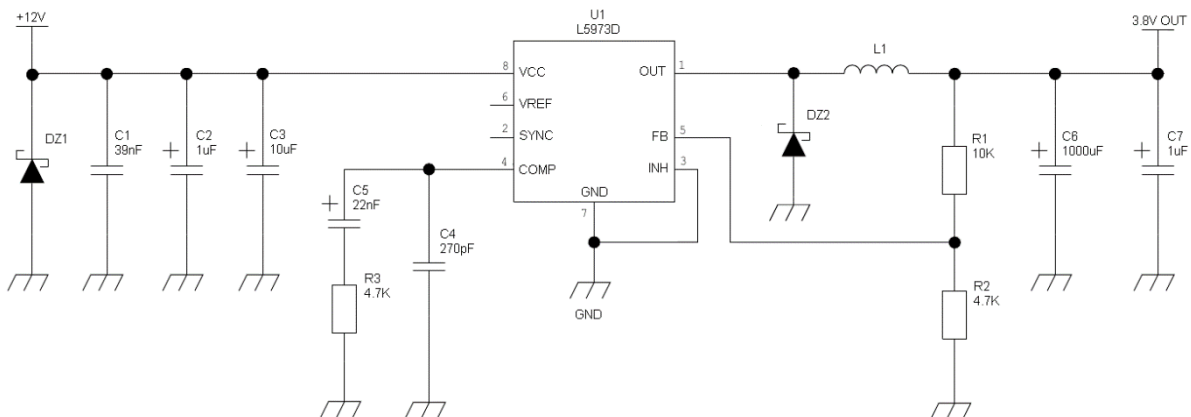 +12V
U1
L5973D
3.8V OUT
L1
8
VCC
OUT
1
6
VREF
DZ2
DZ1
C1
39nF
+
C2
1uF
+
C3
10uF
2
SYNC
FB
5
R1
10K
+
C6
1000uF
+
C7
1uF
4
COMP
INH
3
+
C5
22nF
GND
7
C4
270pF
R3
4.7K
R2
4.7K
GND